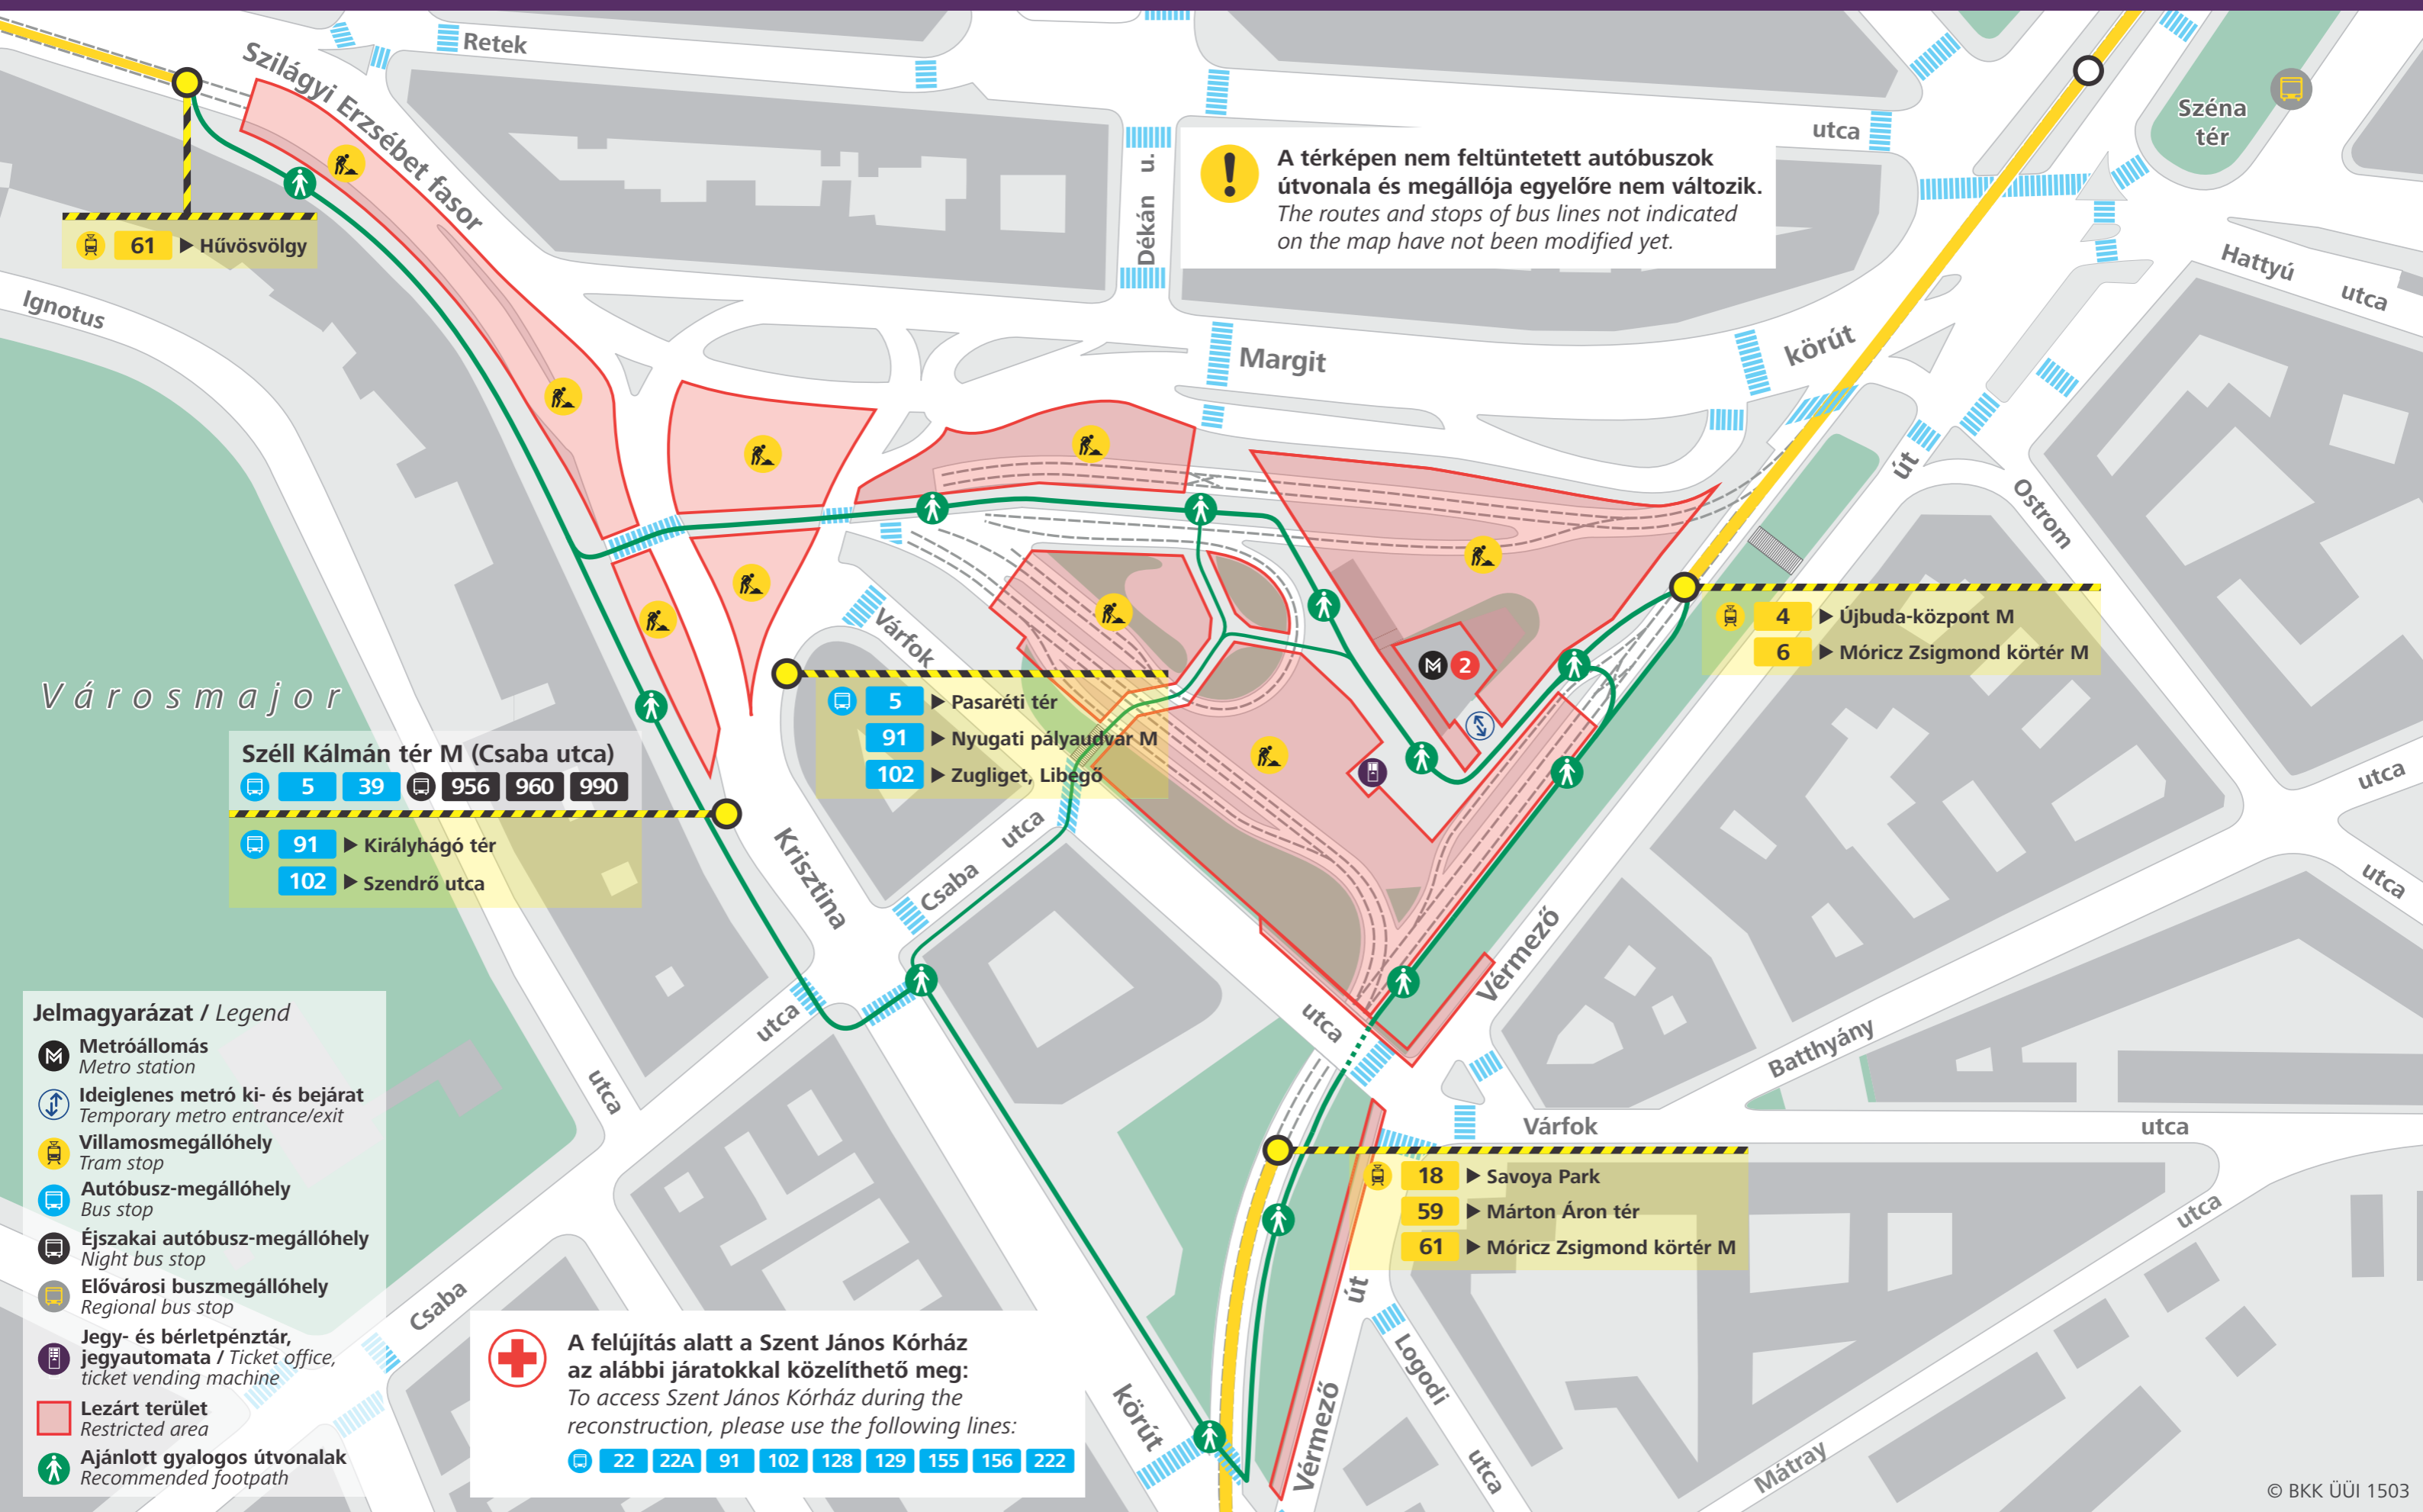 Retek
utca
Szilágyi Erzsébet fasor
Széna
tér
Dékán u.
A térképen nem feltüntetett autóbuszok
útvonala és megállója egyelőre nem változik.
The routes and stops of bus lines not indicated
on the map have not been modified yet.
61 Hűvösvölgy
Hattyú
utca
Ignotus
Margit
körút
út
Ostrom
Várfok
4 Újbuda-központ M
6 Móricz Zsigmond körtér M
M 2
Városmajor
5 Pasaréti tér
91 Nyugati pályaudvar M
102 Zugliget, Libegő
Széll Kálmán tér M (Csaba utca)
5 39 956 960 990
91 Királyhágó tér
102 Szendrő utca
Krisztina
Csaba
utca
utca
utca
Vérmező
utca
utca
utca
Batthyány
Várfok
utca
18 Savoya Park
59 Márton Áron tér
61 Móricz Zsigmond körtér M
utca
út
Csaba
körút
Vérmező
Logodi
utca
Mátray
Jelmagyarázat / Legend
M Metróállomás
Metro station
Ideiglenes metró ki- és bejárat
Temporary metro entrance/exit
Villamosmegállóhely
Tram stop
Autóbusz-megállóhely
Bus stop
Éjszakai autóbusz-megállóhely
Night bus stop
Elővárosi buszmegállóhely
Regional bus stop
Jegy- és bérletpénztár,
jegyautomata / Ticket office,
ticket vending machine
Lezárt terület
Restricted area
Ajánlott gyalogos útvonalak
Recommended footpath
A felújítás alatt a Szent János Kórház
az alábbi járatokkal közelíthető meg:
To access Szent János Kórház during the
reconstruction, please use the following lines:
22 22A 91 102 128 129 155 156 222
© BKK ÜÜI 1503